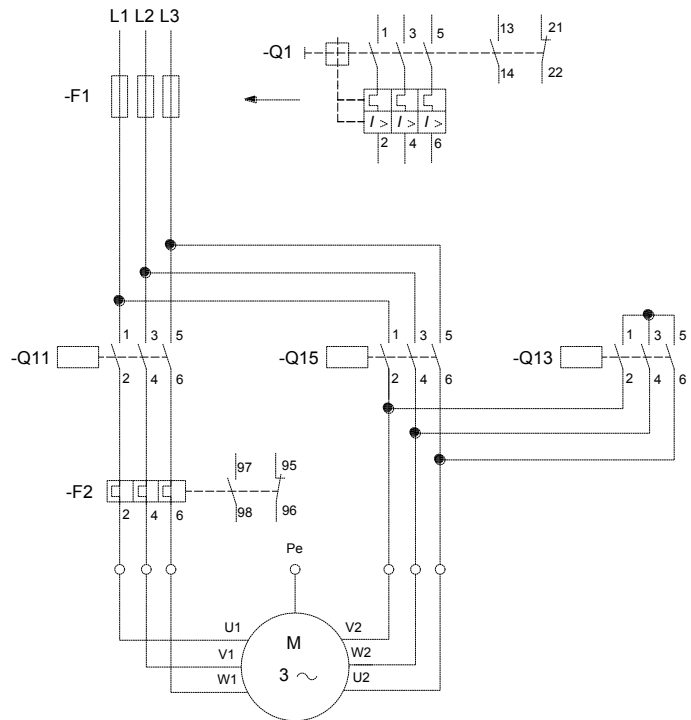 L1 L2 L3
1 3 5 13 21
-Q1
14 22
-F1
I > I > I >
2 4 6
1 3 5
1 3 5
1 3 5
-Q11
-Q15
-Q13
2 4 6
2 4 6
2 4 6
97 95
-F2
2 4 6
98 96
Pe
U1
V2
M
V1
W2
3 ~
W1
U2